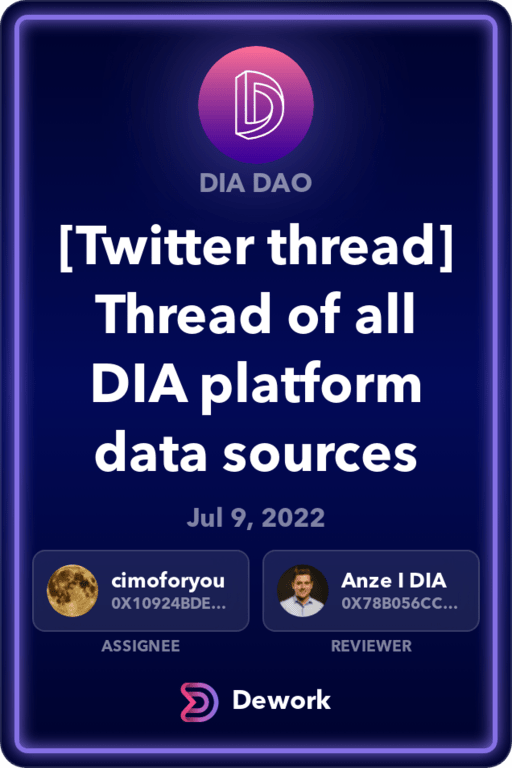 DIA DAO
[Twitter thread]
Thread of all
DIA platform
data sources
Jul 9, 2022
cimoforyou
0X10924BDE...
ASSIGNEE
Anze I DIA
0X78B056CC...
REVIEWER
Dework